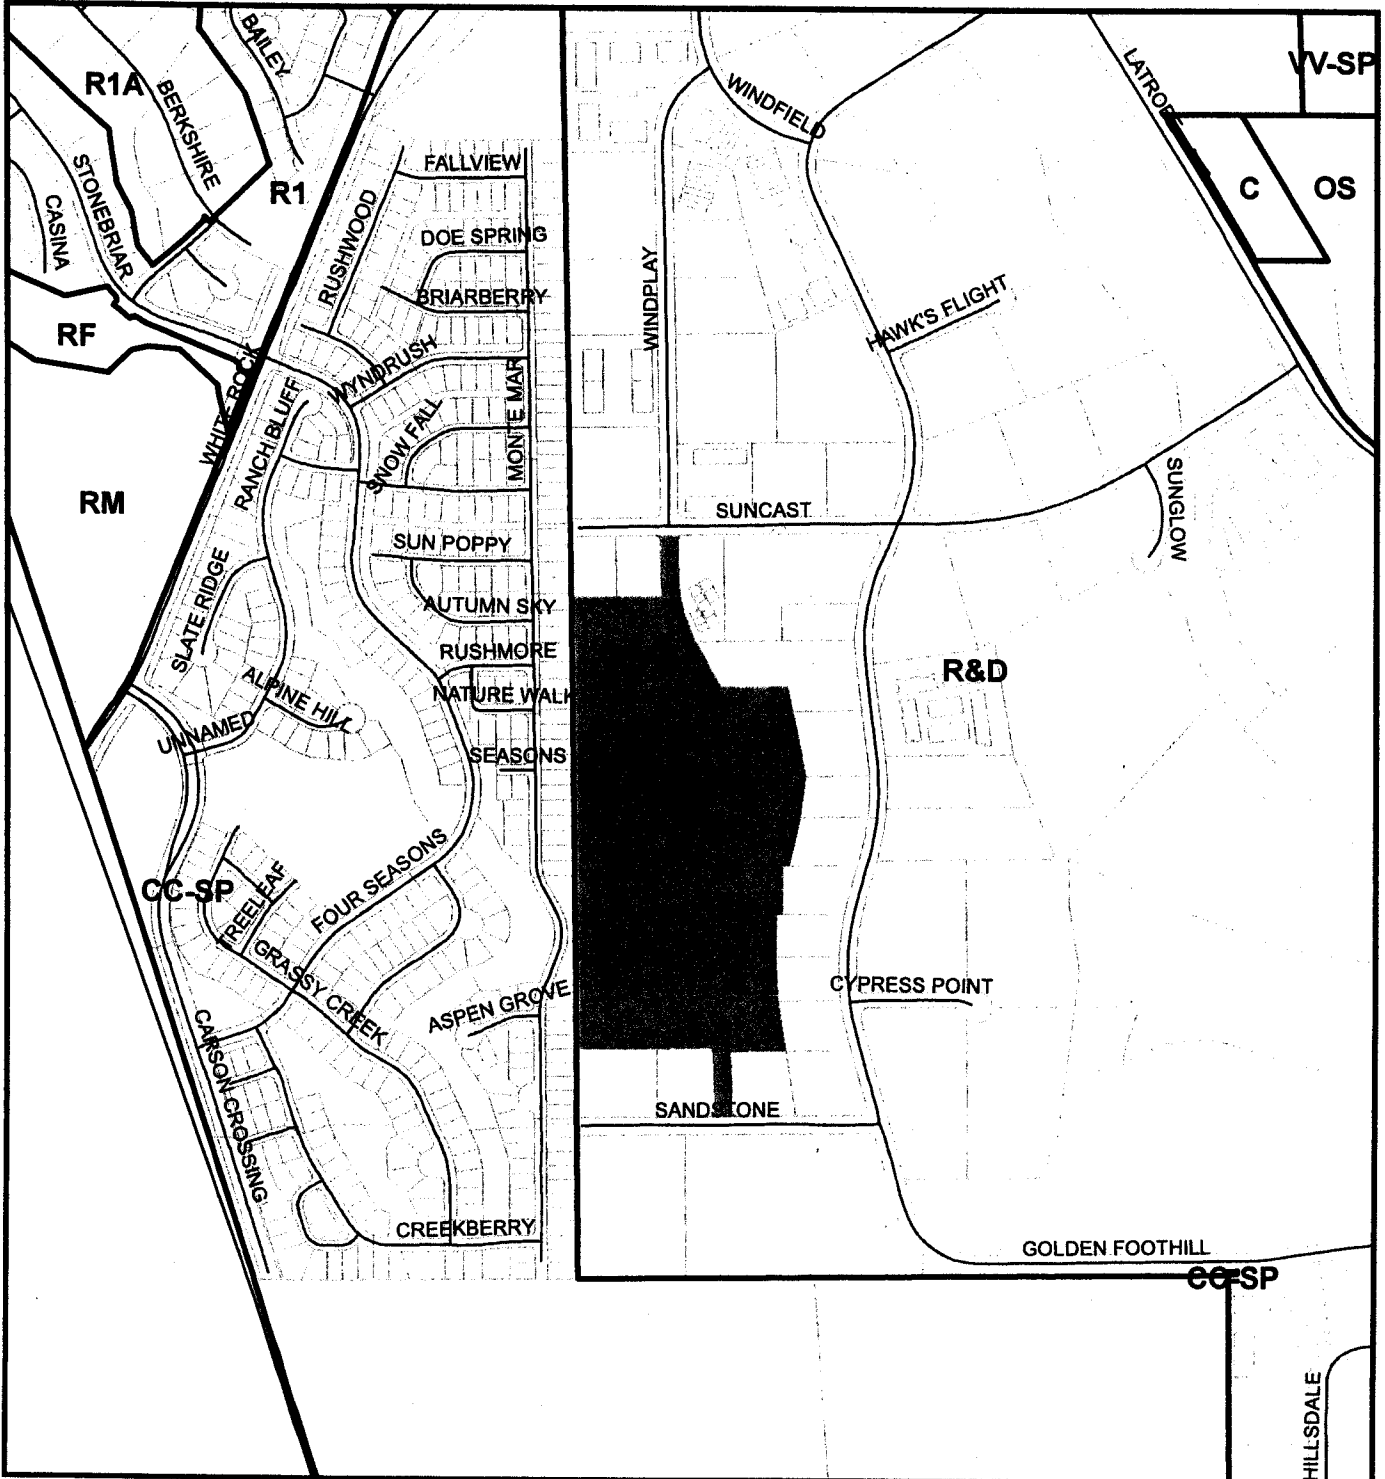 BAILEY
R1A
BERKSHIRE
STONEBRIAR
CASINA
R1
RF
WHITE ROCK
RM
FALLVIEW
RUSHWOOD
DOE SPRING
BRIARBERRY
WYNDRUSH
MONTE MAR
SNOW FALL
RANCH BLUFF
SUN POPPY
SLATE RIDGE
AUTUMN SKY
RUSHMORE
NATURE WALK
ALPINE HILL
UNNAMED
SEASONS
FOUR SEASONS
CC-SP
TREELEAF
GRASSY CREEK
ASPEN GROVE
CARSON CROSSING
CREEKBERRY
WINDFIELD
LATROBE
VV-SP
C
OS
WINDPLAY
HAWK'S FLIGHT
SUNCAST
SUNGLOW
R&D
CYPRESS POINT
SANDSTONE
GOLDEN FOOTHILL
CC-SP
HILLSDALE